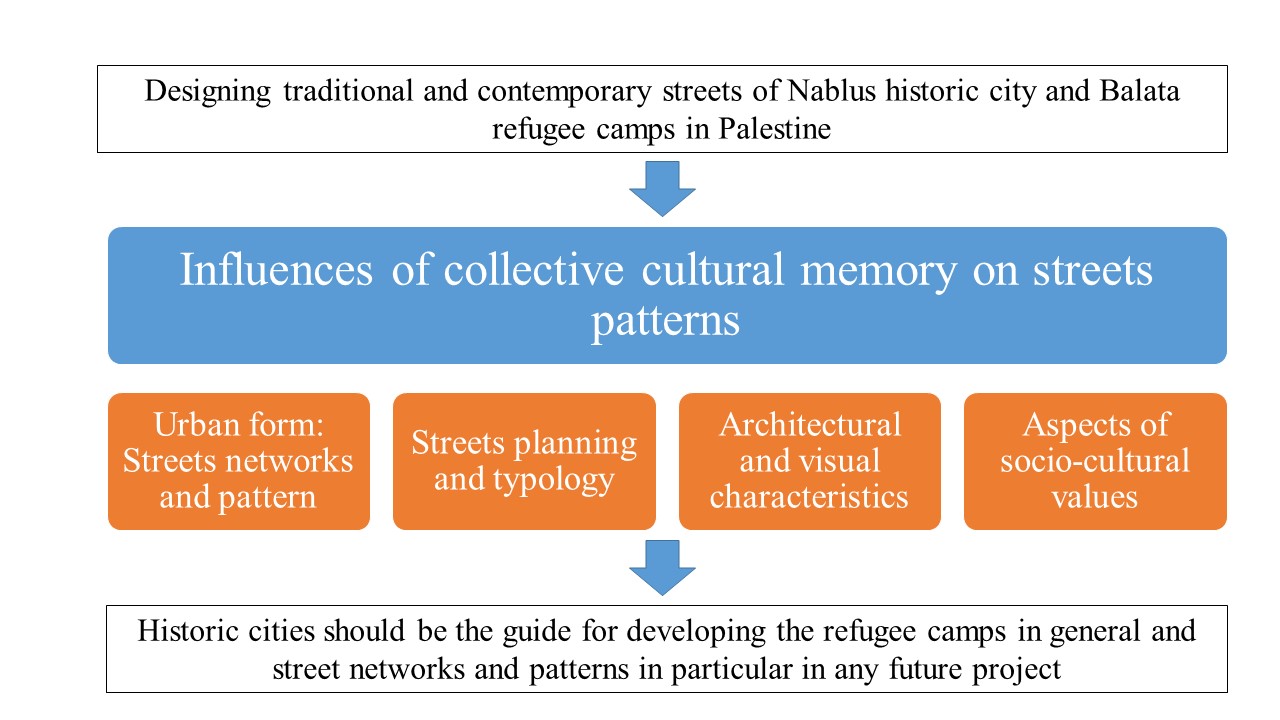 Designing traditional and contemporary streets of Nablus historic city and Balata
refugee camps in Palestine
Influences of collective cultural memory on streets
patterns
Urban form:
Streets networks
and pattern
Streets planning
and typology
Architectural
and visual
characteristics
Aspects of
socio-cultural
values
Historic cities should be the guide for developing the refugee camps in general and
street networks and patterns in particular in any future project